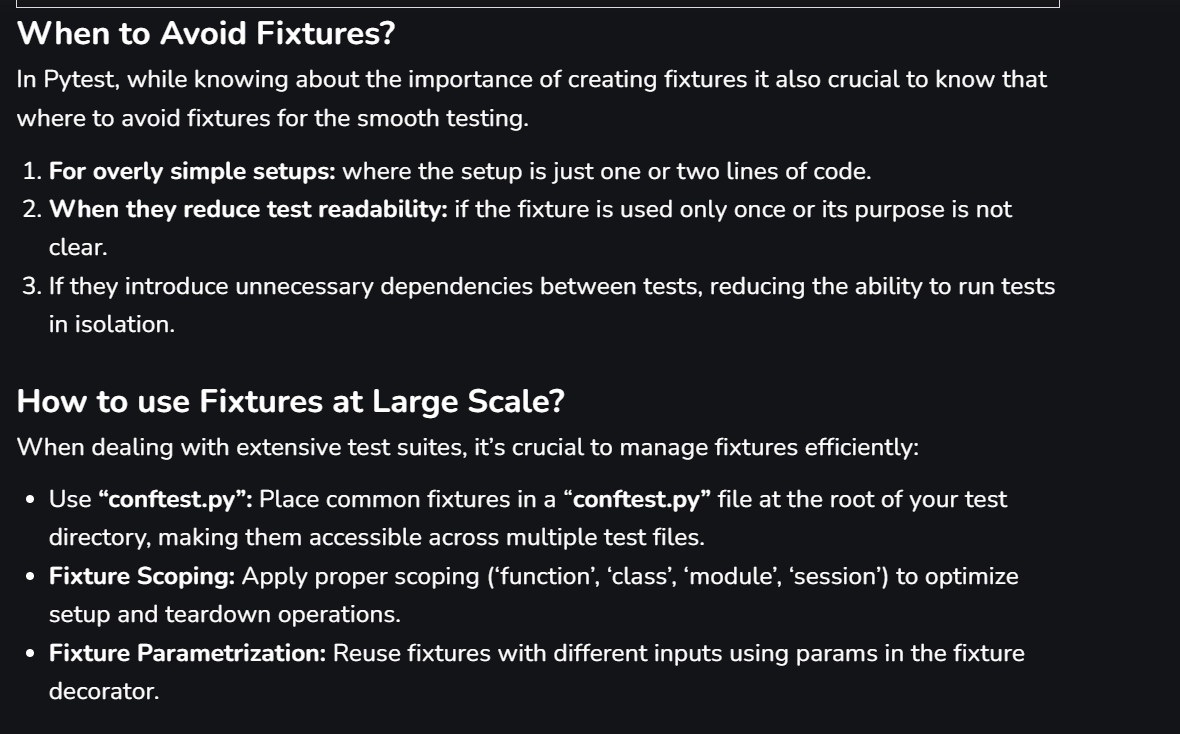 When to Avoid Fixtures?
In Pytest, while knowing about the importance of creating fixtures it also crucial to know that
where to avoid fixtures for the smooth testing.
1. For overly simple setups: where the setup is just one or two lines of code.
2. When they reduce test readability: if the fixture is used only once or its purpose is not
clear.
3. If they introduce unnecessary dependencies between tests, reducing the ability to run tests
in isolation.
How to use Fixtures at Large Scale?
When dealing with extensive test suites, it’s crucial to manage fixtures efficiently:
• Use “conftest.py”: Place common fixtures in a “conftest.py” file at the root of your test
directory, making them accessible across multiple test files.
• Fixture Scoping: Apply proper scoping (‘function’, ‘class’, ‘module’, ‘session’) to optimize
setup and teardown operations.
• Fixture Parametrization: Reuse fixtures with different inputs using params in the fixture
decorator.